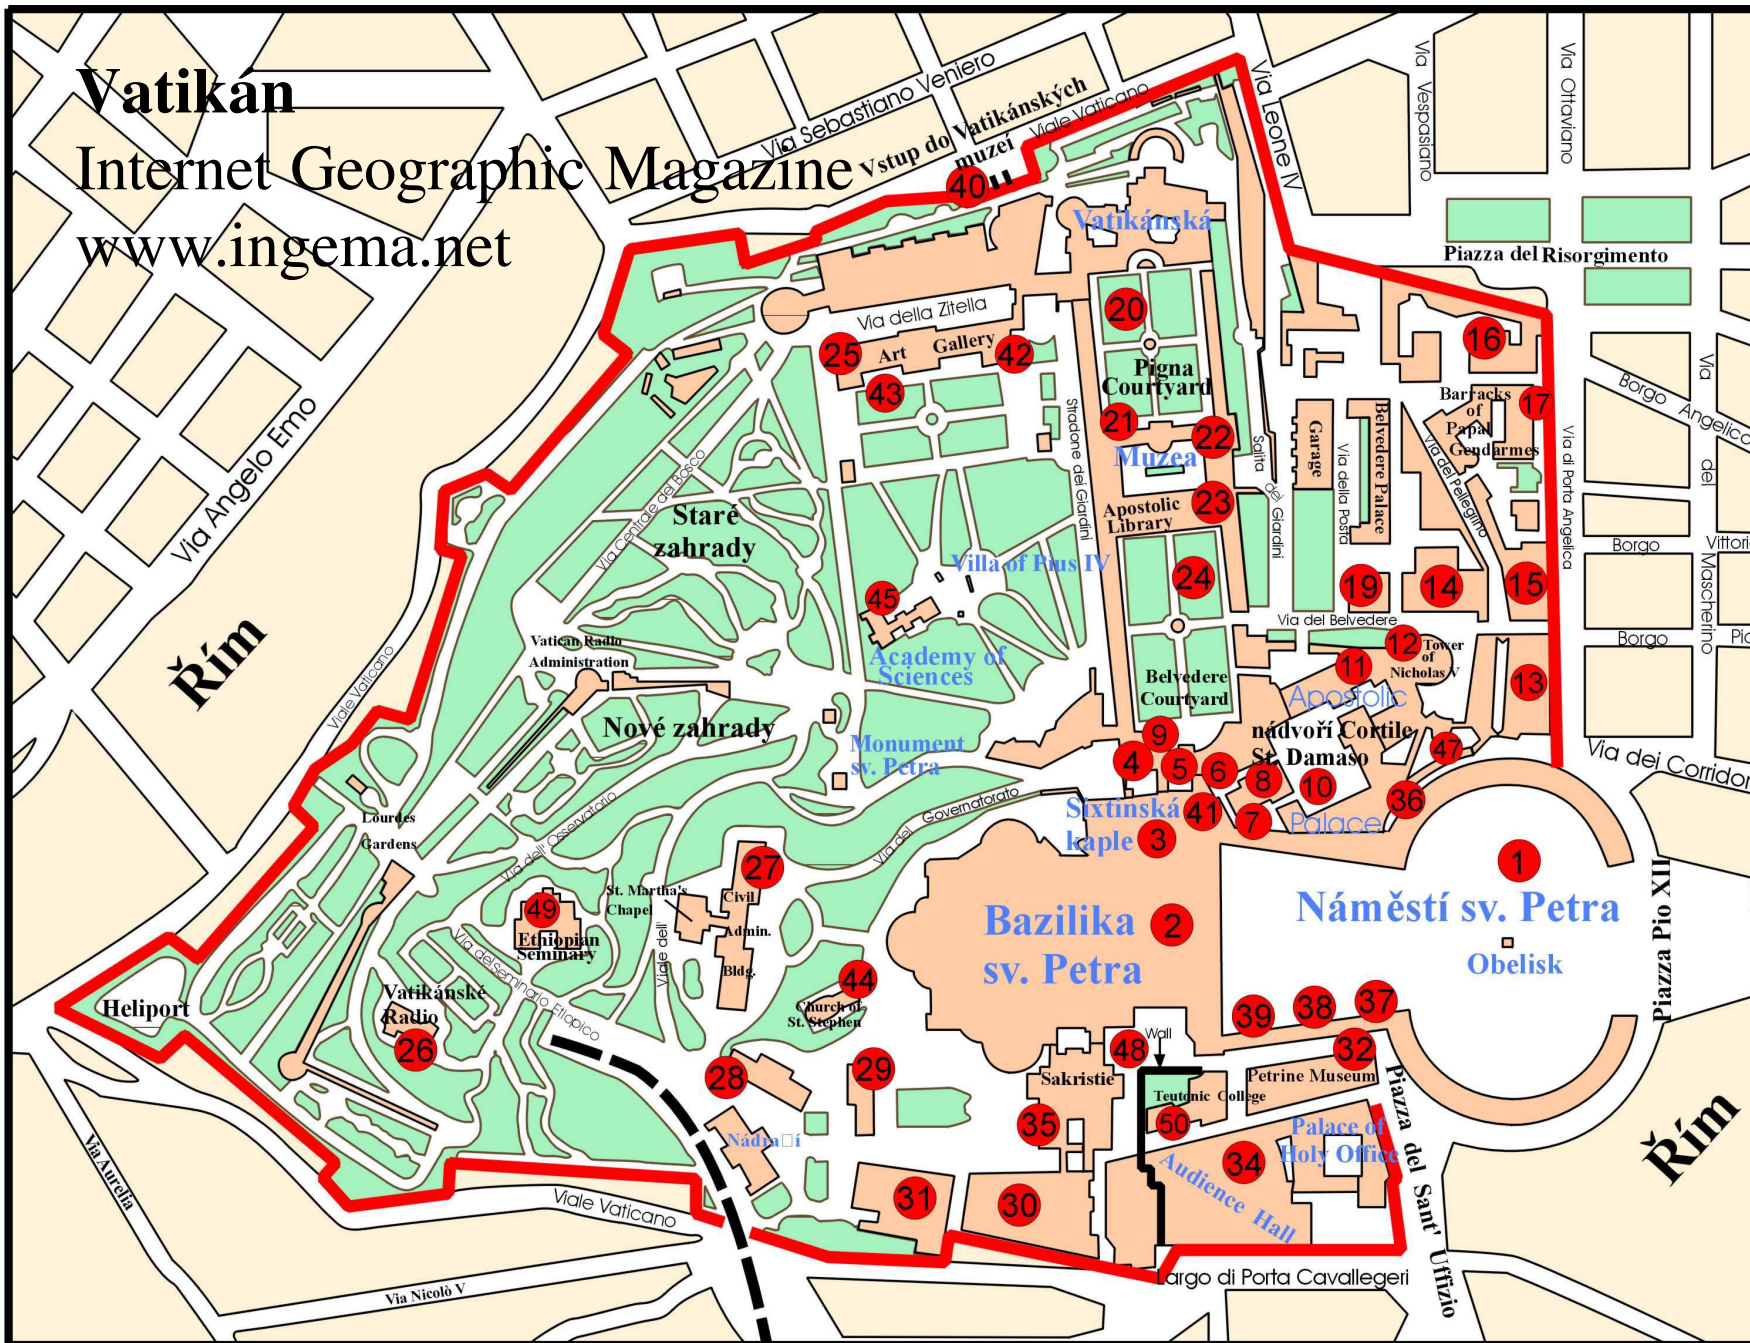 Vatikán
Internet Geographic Magazine
www.ingema.net
Via Sebastiano Veniero
Vstup do Vatikánských
muzeí
Viale Vaticano
Via Leone IV
Via Vespasiano
Via Ottaviano
40
Vatikánská
Piazza del Risorgimento
Via della Zitella
20
25
Art Gallery
42
43
Pigna
Courtyard
16
17
Barracks
of
Papal
Gendarmes
Borgo Angelico
Via del Mascherino
Via Angelo Emo
Via Centrale del Bosco
Stradone dei Giardini
21
22
Muzea
Salita dei Giardini
Garage
Via della Posta
Belvedere Palace
Via del Pellegrino
Via di Porta Angelica
Staré
zahrady
Apostolic
Library
23
Borgo
Vittorio
Villa of Pius IV
24
19
14
15
45
Via del Belvedere
Borgo
Pio
Řím
Viale Vaticano
Vatican Radio
Administration
Academy of
Sciences
Belvedere
Courtyard
11
12
Tower
of
Nicholas V
13
Apostolic
Nové zahrady
Monument
sv. Petra
nádvoří Cortile
St. Damaso
47
Via dei Corridori
9
4
5
6
8
10
36
Lourdes
Gardens
Via dell' Osservatorio
Via del Governatorato
Sixtinská
kaple
41
3
7
Palace
1
27
49
Ethiopian
Seminary
St. Martha's
Chapel
Civil
Admin.
Bldg.
Viale dell'
Via del seminario Etiopico
Bazilika
sv. Petra
2
Náměstí sv. Petra
Obelisk
Piazza Pio XII
Heliport
Vatikánské
Radio
26
44
Church of
St. Stephen
39
38
37
28
29
48
Wall
32
Sakristie
Petrine Museum
Teutonic College
50
35
Nádra□í
Palace of
Holy Office
34
Audience Hall
Piazza del Sant' Uffizio
Řím
31
30
Via Aurelia
Viale Vaticano
Via Nicolò V
Largo di Porta Cavallegeri